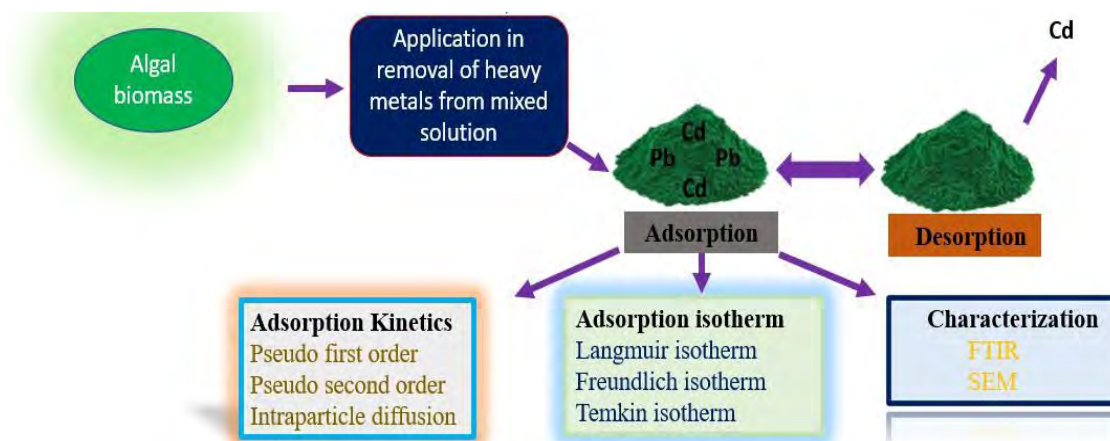 Algal
biomass
Application in
removal of heavy
metals from mixed
solution
Cd
Cd
Pb Pb
Cd
Adsorption
Desorption
Adsorption Kinetics
Pseudo first order
Pseudo second order
Intraparticle diffusion
Adsorption isotherm
Langmuir isotherm
Freundlich isotherm
Temkin isotherm
Characterization
FTIR
SEM